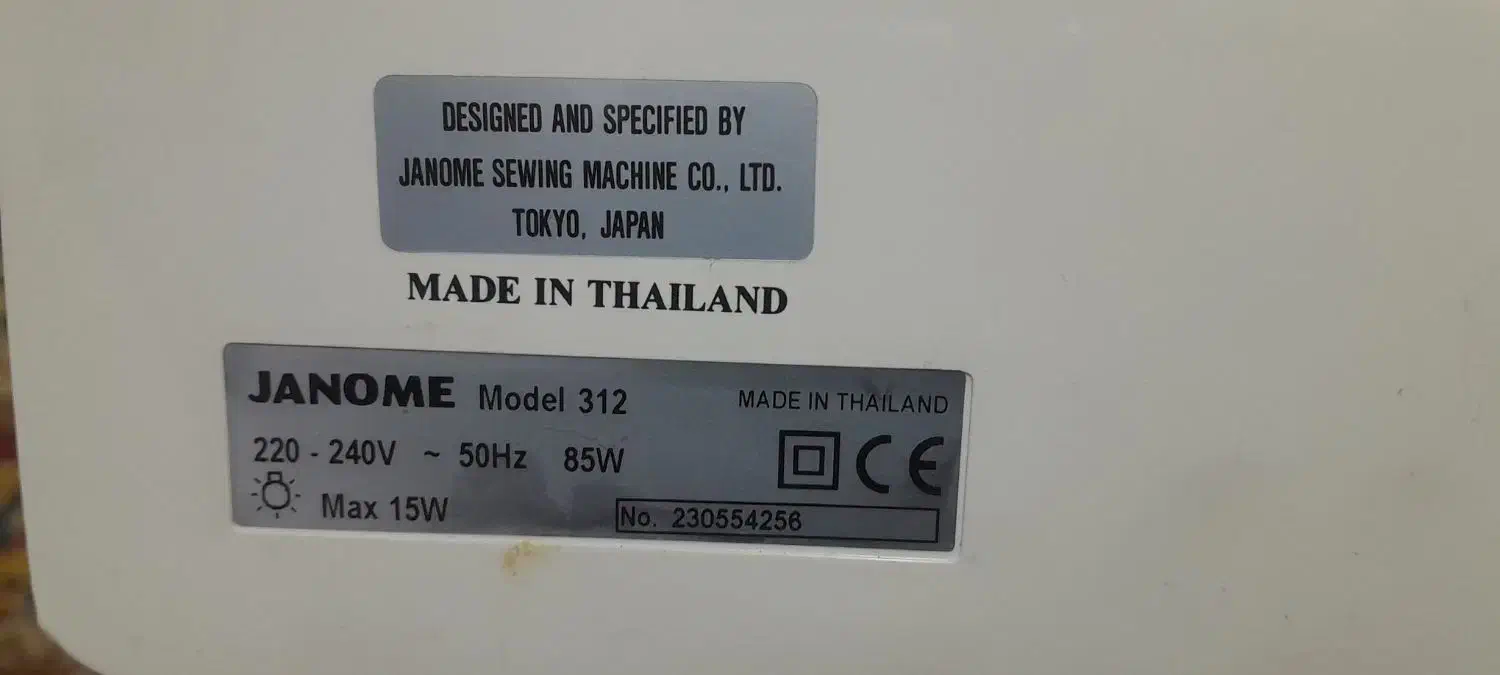 DESIGNED AND SPECIFIED BY
JANOME SEWING MACHINE CO., LTD.
TOKYO, JAPAN
MADE IN THAILAND
JANOME Model 312 MADE IN THAILAND
220 - 240V ~ 50Hz 85W CE
Max 15W No. 230554256